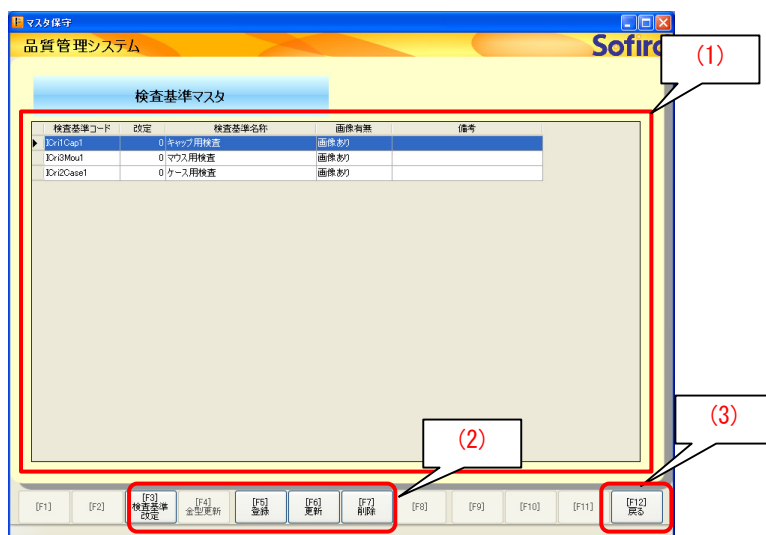 マスタ保守
品質管理システム
Sofiro
(1)
検査基準マスタ
検査基準コード 改定 検査基準名称 画像有無 備考
ICri1Cap1 0 キャップ用検査 画像あり
ICri3Mou1 0 マウス用検査 画像あり
ICri2Case1 0 ケース用検査 画像あり
(2)
(3)
[F1] [F2] [F3] 検査基準改定 [F4] 金型更新 [F5] 登録 [F6] 更新 [F7] 削除 [F8] [F9] [F10] [F11] [F12] 戻る